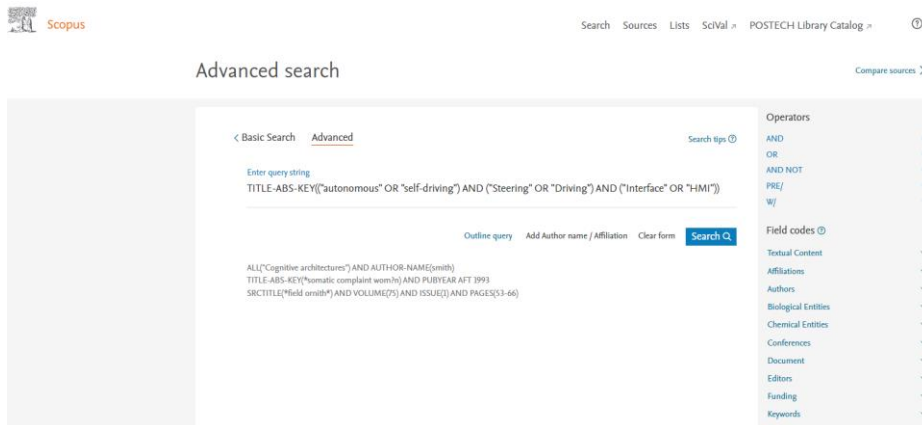 Scopus
Search Sources Lists SciVal POSTECH Library Catalog
Advanced search
Compare sources
< Basic Search Advanced
Search tips
Enter query string
TITLE-ABS-KEY(("autonomous" OR "self-driving") AND ("Steering" OR "Driving") AND ("Interface" OR "HMI"))
Outline query Add Author name / Affiliation Clear form Search
ALL("Cognitive architectures") AND AUTHOR-NAME(smith)
TITLE-ABS-KEY(*somatic complaint wom?n) AND PUBYEAR AFT 1993
SRCTITLE(*field ornith*) AND VOLUME(75) AND ISSUE(1) AND PAGES(53-66)
Operators
AND
OR
AND NOT
PRE/
W/
Field codes
Textual Content
Affiliations
Authors
Biological Entities
Chemical Entities
Conferences
Document
Editors
Funding
Keywords